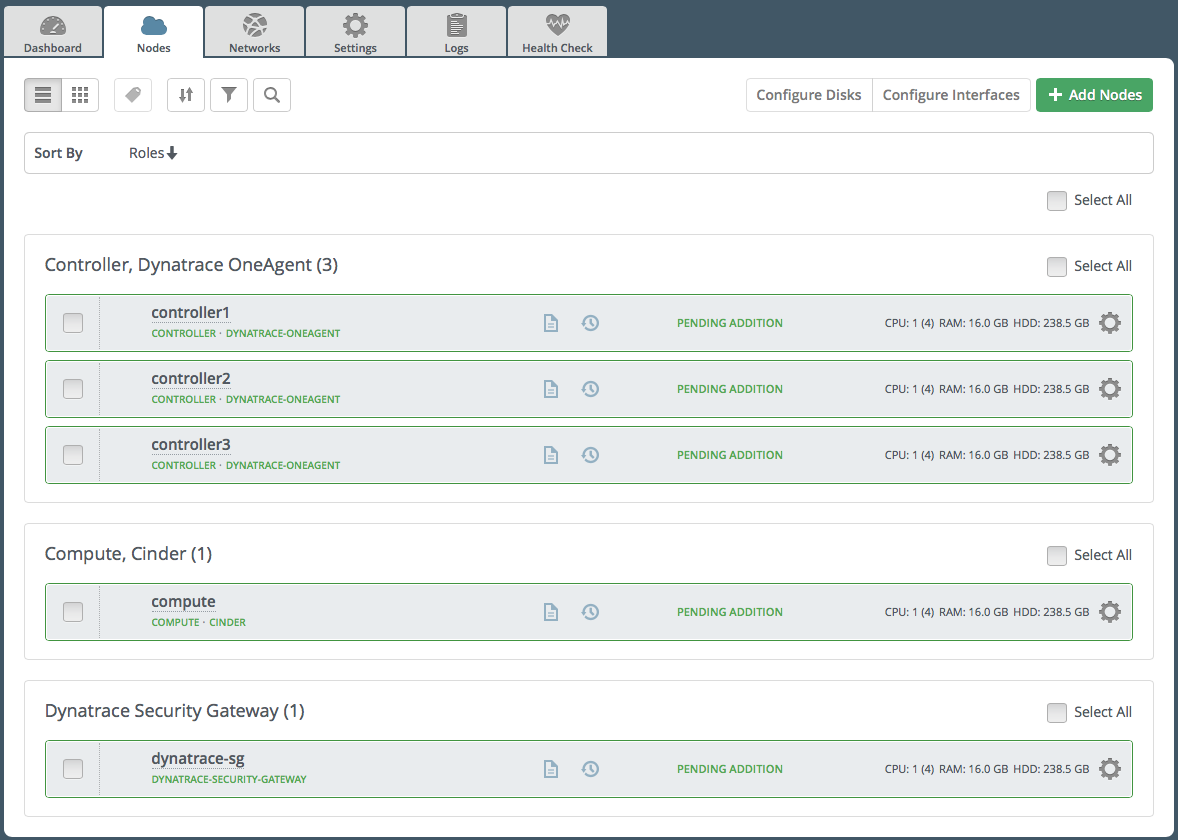 Dashboard Nodes Networks Settings Logs Health Check
Configure Disks Configure Interfaces + Add Nodes
Sort By Roles
Select All
Controller, Dynatrace OneAgent (3) Select All
controller1
CONTROLLER · DYNATRACE-ONEAGENT PENDING ADDITION CPU: 1 (4) RAM: 16.0 GB HDD: 238.5 GB
controller2
CONTROLLER · DYNATRACE-ONEAGENT PENDING ADDITION CPU: 1 (4) RAM: 16.0 GB HDD: 238.5 GB
controller3
CONTROLLER · DYNATRACE-ONEAGENT PENDING ADDITION CPU: 1 (4) RAM: 16.0 GB HDD: 238.5 GB
Compute, Cinder (1) Select All
compute
COMPUTE · CINDER PENDING ADDITION CPU: 1 (4) RAM: 16.0 GB HDD: 238.5 GB
Dynatrace Security Gateway (1) Select All
dynatrace-sg
DYNATRACE-SECURITY-GATEWAY PENDING ADDITION CPU: 1 (4) RAM: 16.0 GB HDD: 238.5 GB